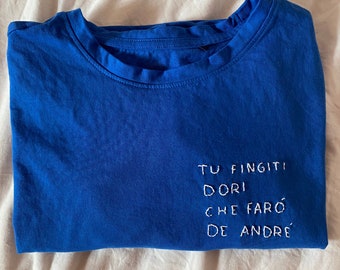 TU FINGITI
DORI
CHE FARÓ
DE ANDRÉ